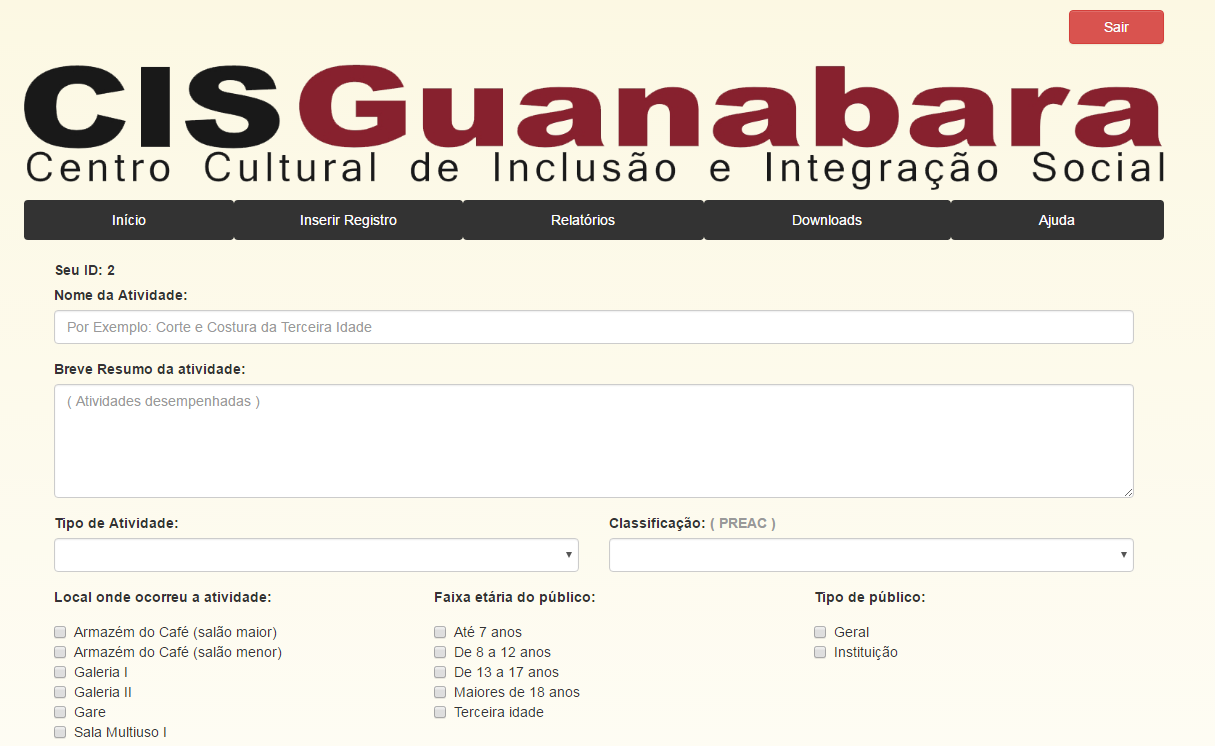 Sair
CISGuanabara
Centro Cultural de Inclusão e Integração Social
Início Inserir Registro Relatórios Downloads Ajuda
Seu ID: 2
Nome da Atividade:
Por Exemplo: Corte e Costura da Terceira Idade
Breve Resumo da atividade:
( Atividades desempenhadas )
Tipo de Atividade: Classificação: ( PREAC )
Local onde ocorreu a atividade: Faixa etária do público: Tipo de público:
Armazém do Café (salão maior) Até 7 anos Geral
Armazém do Café (salão menor) De 8 a 12 anos Instituição
Galeria I De 13 a 17 anos
Galeria II Maiores de 18 anos
Gare Terceira idade
Sala Multiuso I